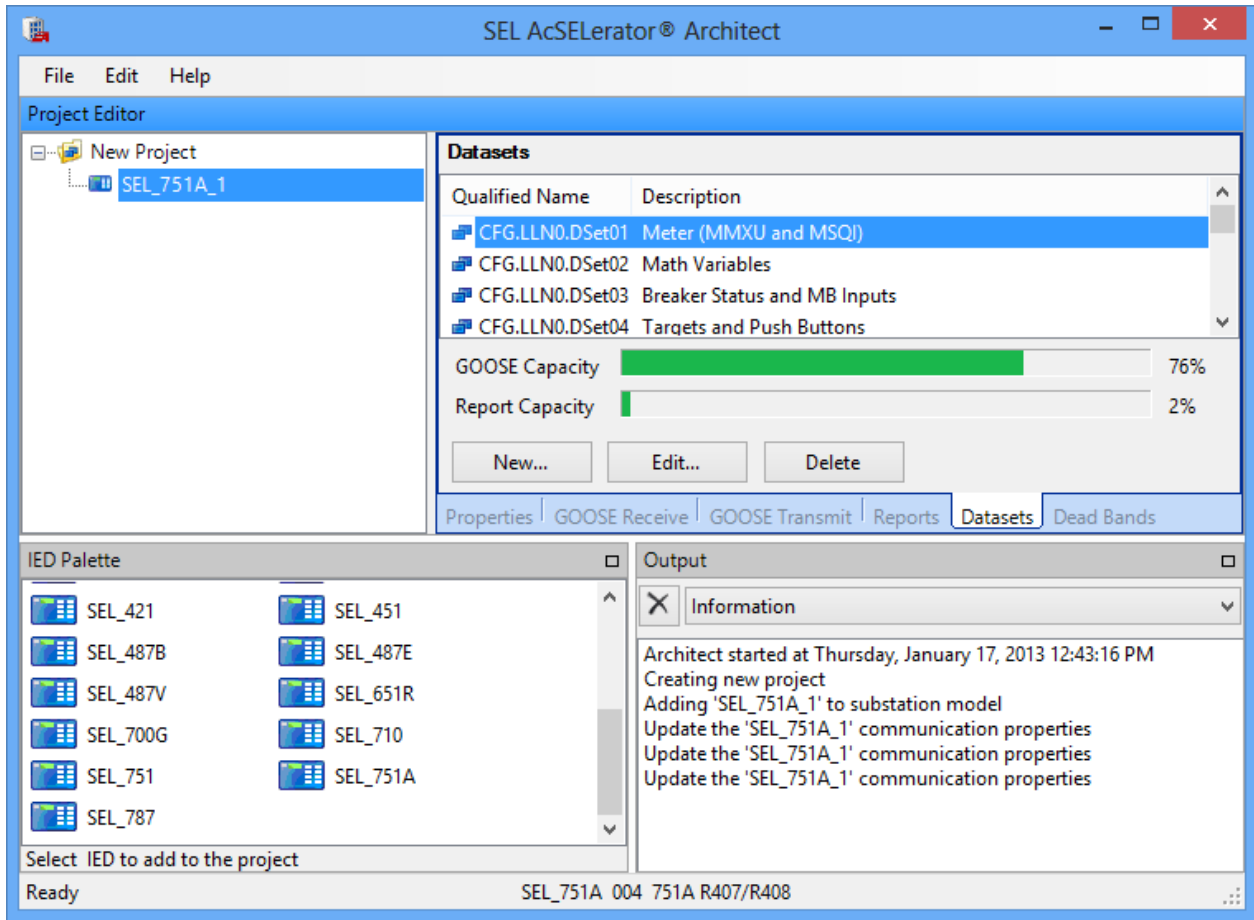 SEL AcSELerator® Architect
File Edit Help
Project Editor
New Project
SEL_751A_1
Datasets
Qualified Name Description
CFG.LLN0.DSet01 Meter (MMXU and MSQI)
CFG.LLN0.DSet02 Math Variables
CFG.LLN0.DSet03 Breaker Status and MB Inputs
CFG.LLN0.DSet04 Targets and Push Buttons
GOOSE Capacity 76%
Report Capacity 2%
New... Edit... Delete
Properties GOOSE Receive GOOSE Transmit Reports Datasets Dead Bands
IED Palette
SEL_421 SEL_451
SEL_487B SEL_487E
SEL_487V SEL_651R
SEL_700G SEL_710
SEL_751 SEL_751A
SEL_787
Select IED to add to the project
Output
Information
Architect started at Thursday, January 17, 2013 12:43:16 PM
Creating new project
Adding 'SEL_751A_1' to substation model
Update the 'SEL_751A_1' communication properties
Update the 'SEL_751A_1' communication properties
Update the 'SEL_751A_1' communication properties
Ready SEL_751A 004 751A R407/R408